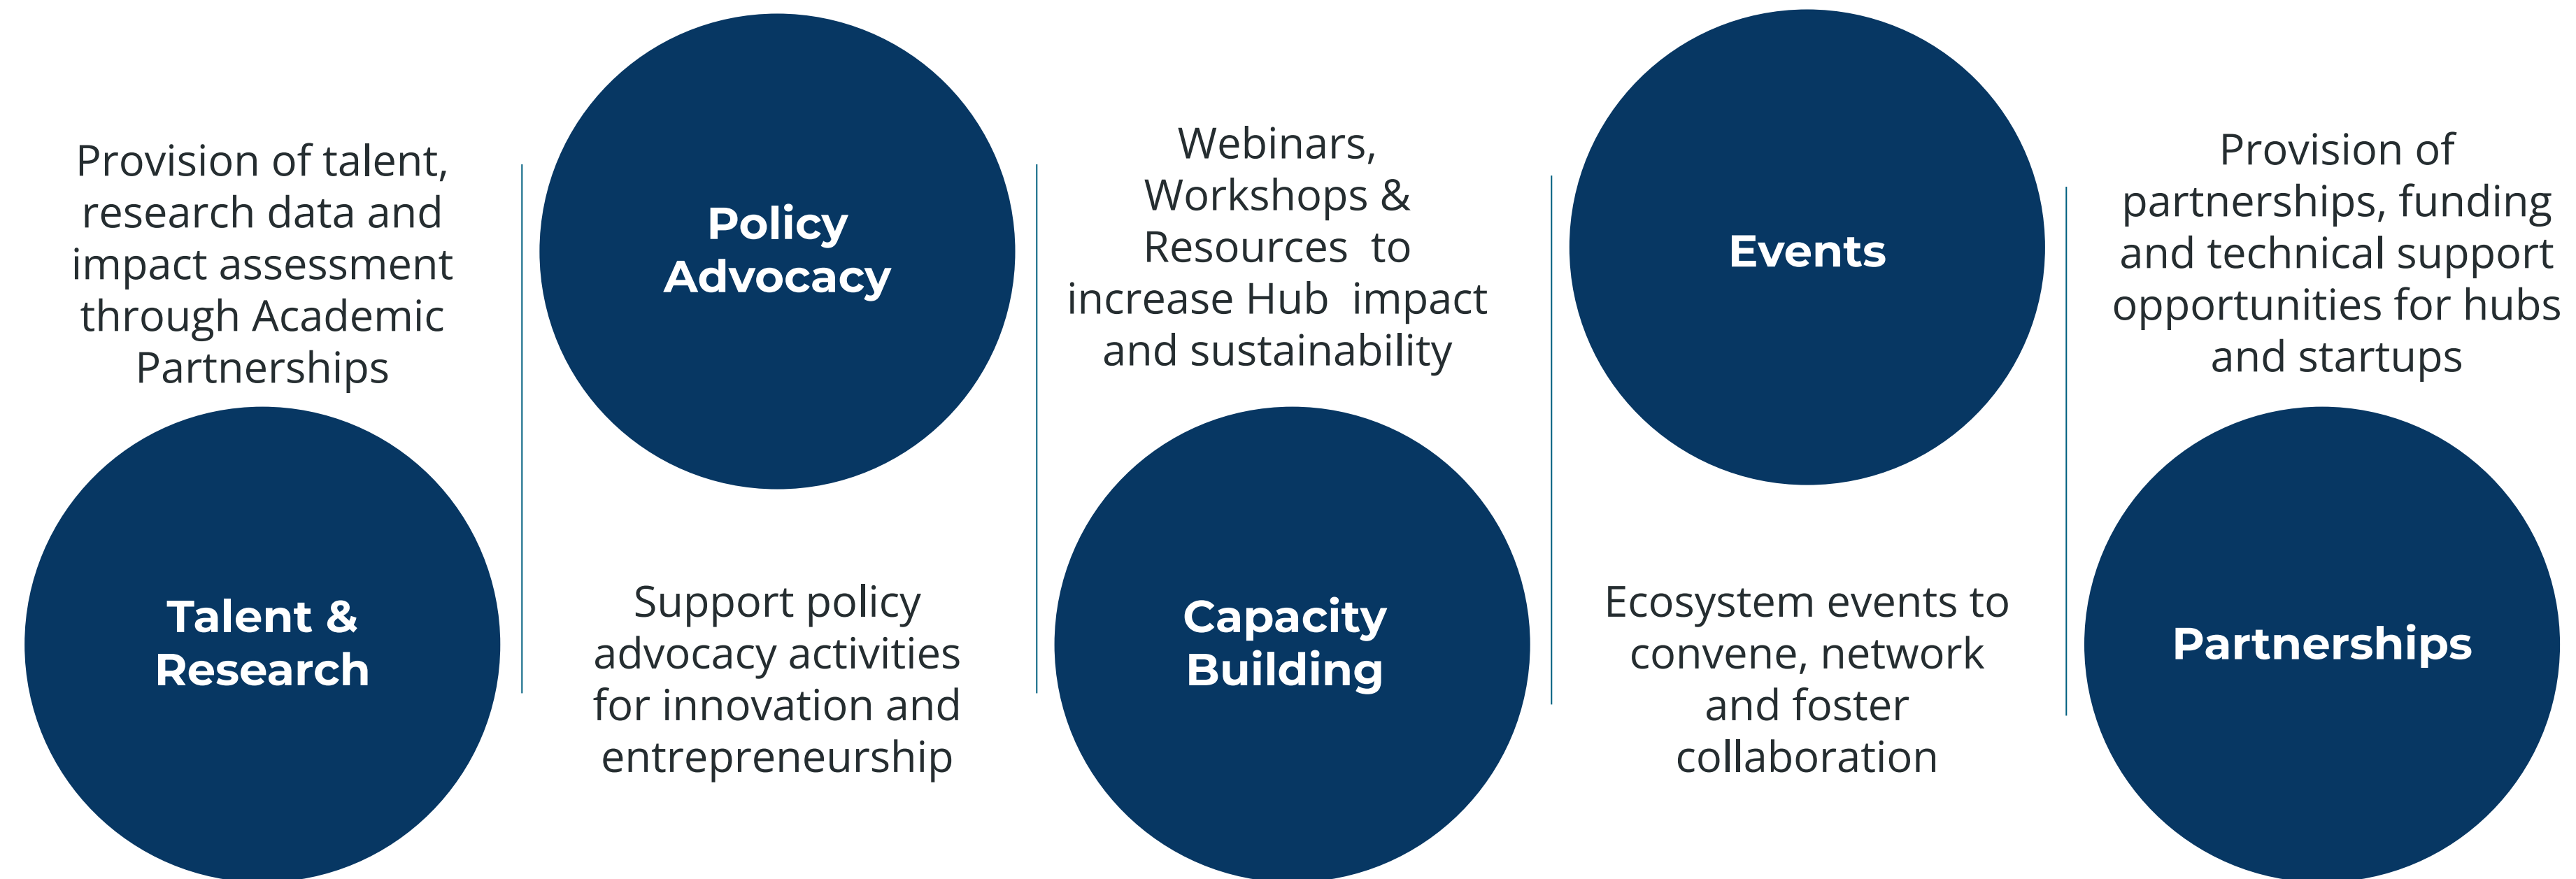 Provision of talent,
research data and
impact assessment
through Academic
Partnerships
Talent &
Research
Policy
Advocacy
Support policy
advocacy activities
for innovation and
entrepreneurship
Webinars,
Workshops &
Resources  to
increase Hub  impact
and sustainability
Capacity
Building
Events
Ecosystem events to
convene, network
and foster
collaboration
Provision of
partnerships, funding
and technical support
opportunities for hubs
and startups
Partnerships